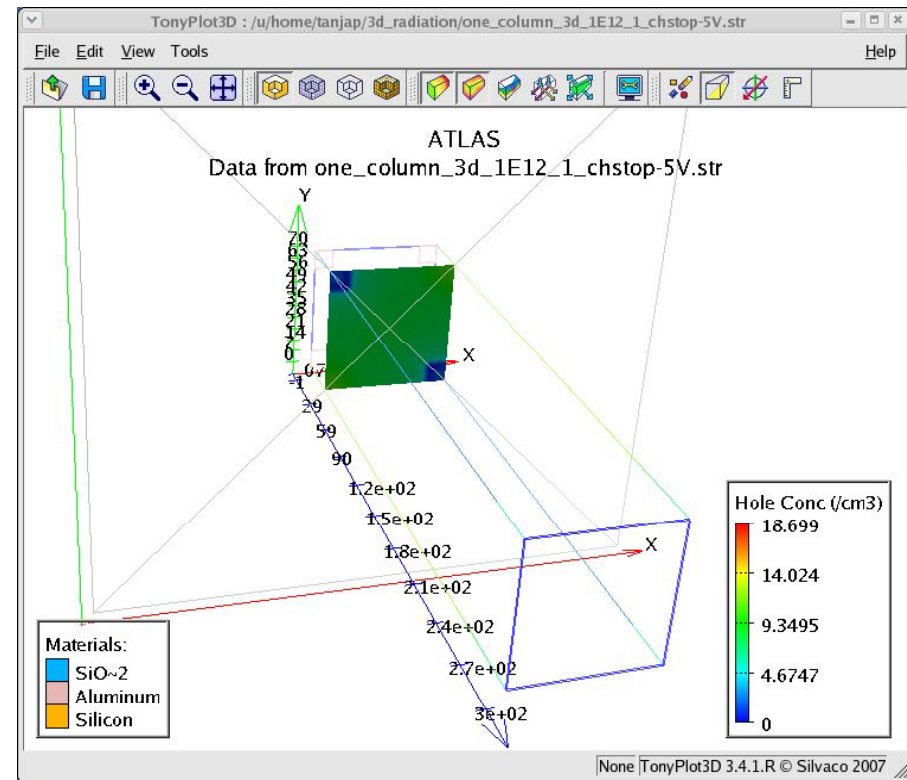 TonyPlot3D : /u/home/tanjap/3d_radiation/one_column_3d_1E12_1_chstop-5V.str
File Edit View Tools Help
ATLAS
Data from one_column_3d_1E12_1_chstop-5V.str
Y
70
63
56
49
42
35
28
21
14
7
0
X
07
-1
29
59
90
1.2e+02
1.5e+02
1.8e+02
X
2.1e+02
2.4e+02
2.7e+02
3e+02
Hole Conc (/cm3)
18.699
14.024
9.3495
4.6747
0
Materials:
SiO~2
Aluminum
Silicon
None TonyPlot3D 3.4.1.R © Silvaco 2007